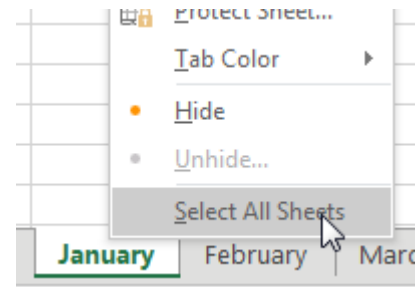 Protect Sheet...
Tab Color
Hide
Unhide...
Select All Sheets
January February Marc